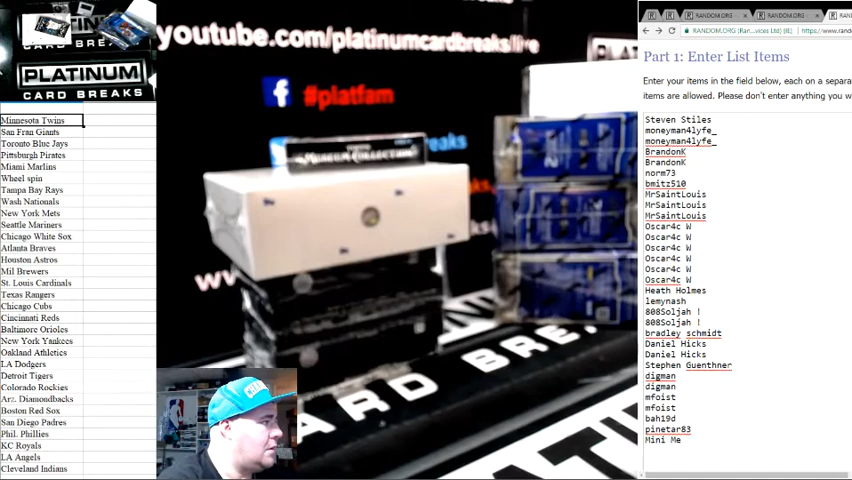 PLATINUM
CARD BREAKS
Minnesota Twins
San Fran Giants
Toronto Blue Jays
Pittsburgh Pirates
Miami Marlins
Wheel spin
Tampa Bay Rays
Wash Nationals
New York Mets
Seattle Mariners
Chicago White Sox
Atlanta Braves
Houston Astros
Mil Brewers
St. Louis Cardinals
Texas Rangers
Chicago Cubs
Cincinnati Reds
Baltimore Orioles
New York Yankees
Oakland Athletics
LA Dodgers
Detroit Tigers
Colorado Rockies
Arz. Diamondbacks
Boston Red Sox
San Diego Padres
Phil. Phillies
KC Royals
LA Angels
Cleveland Indians
youtube.com/platinumcardbreakslive
f #platfam
MUSEUM COLLECTION
CARD BREA
Part 1: Enter List Items
Enter your items in the field below, each on a separa
items are allowed. Please don't enter anything you w
Steven Stiles
moneyman4lyfe_
moneyman4lyfe_
BrandonK
BrandonK
norm73
bmitz510
MrSaintLouis
MrSaintLouis
MrSaintLouis
Oscar4c W
Oscar4c W
Oscar4c W
Oscar4c W
Oscar4c W
Oscar4c W
Heath Holmes
lemynash
808Soljah !
808Soljah !
bradley schmidt
Daniel Hicks
Daniel Hicks
Stephen Guenthner
digman
digman
mfoist
mfoist
bah19d
pinetar83
Mini Me